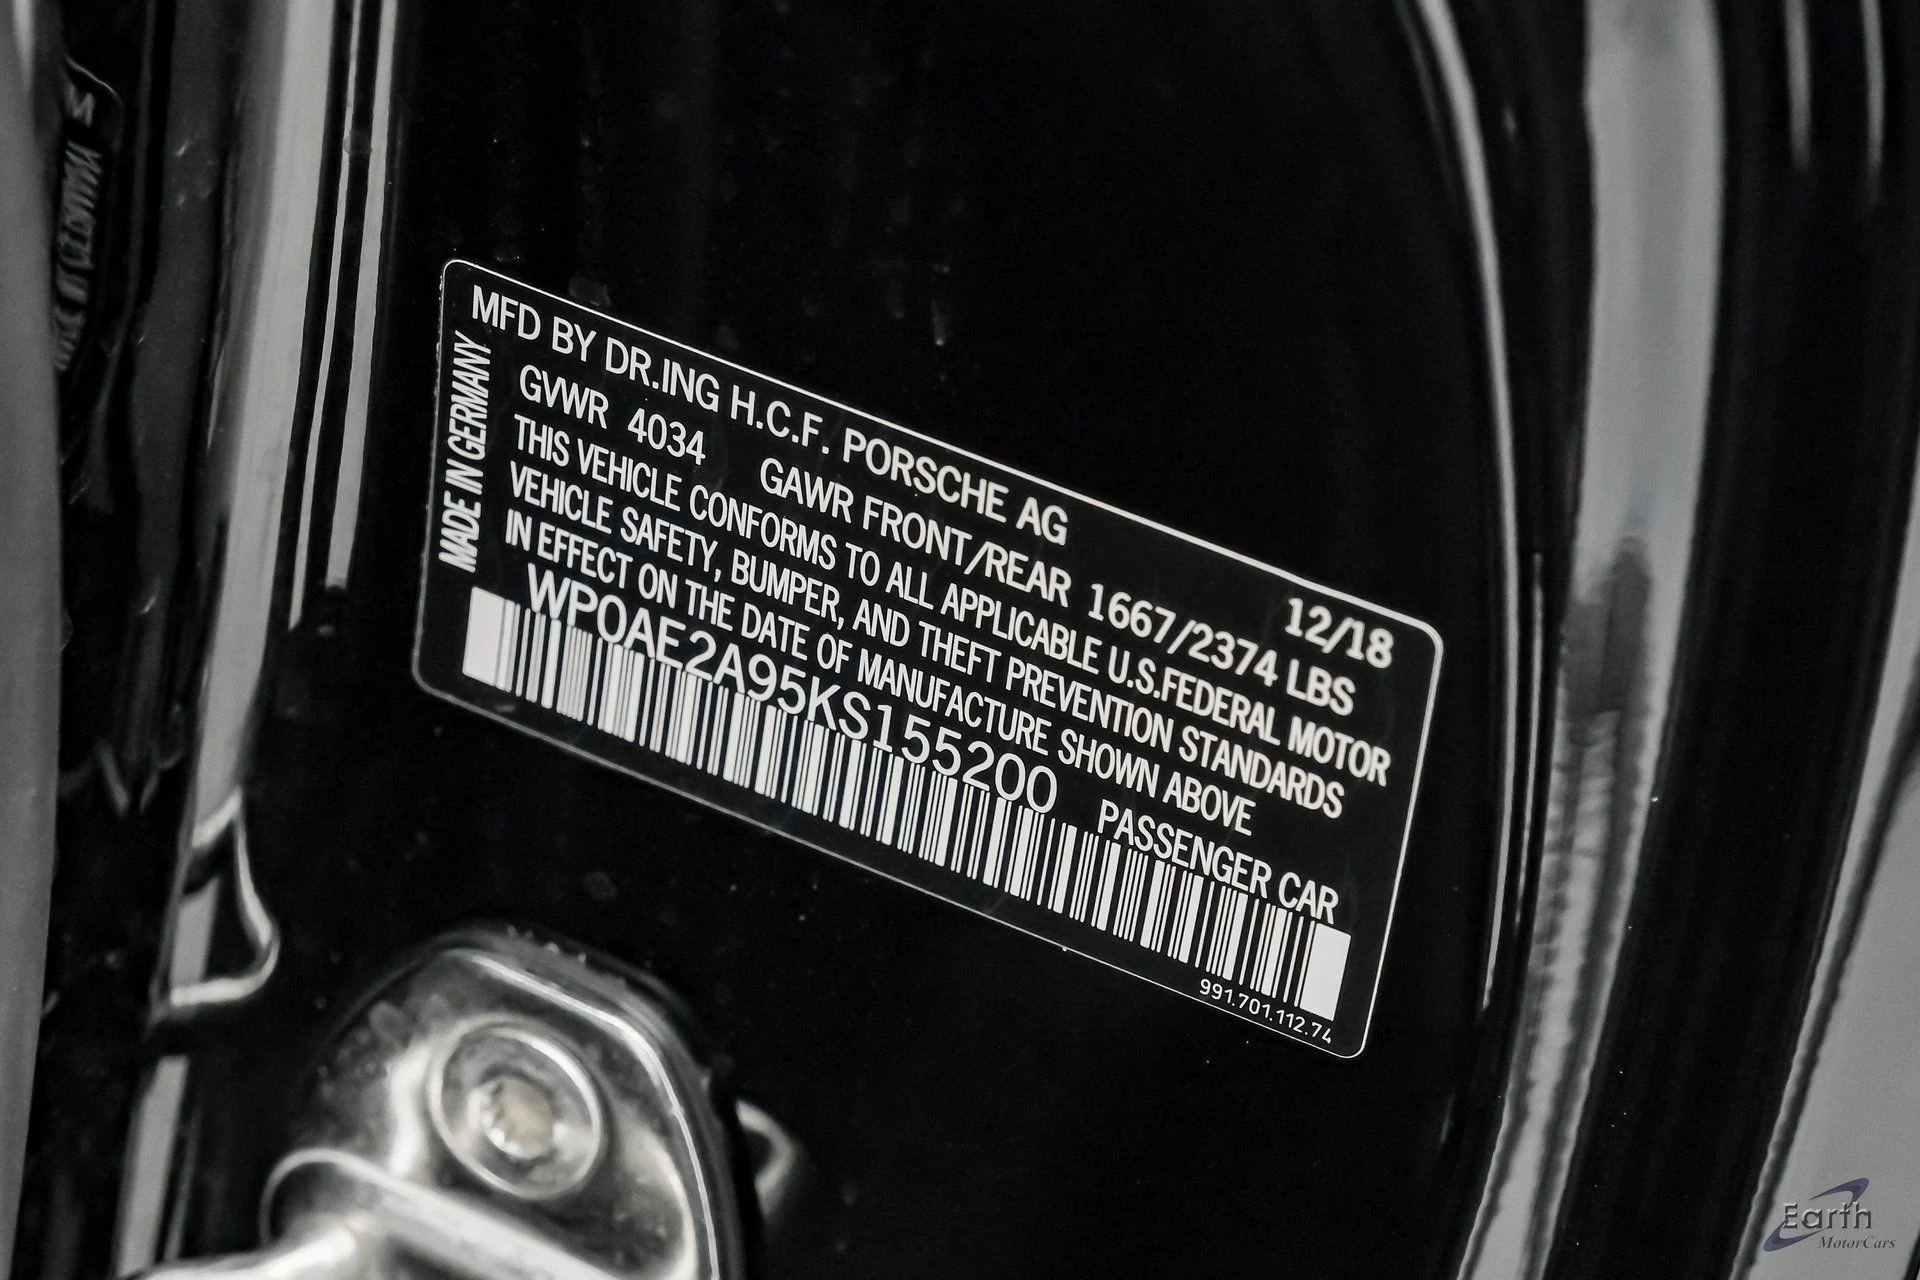 MFD BY DR.ING H.C.F. PORSCHE AG
12/18
GVWR 4034 GAWR FRONT/REAR 1667/2374 LBS
THIS VEHICLE CONFORMS TO ALL APPLICABLE U.S.FEDERAL MOTOR
VEHICLE SAFETY, BUMPER, AND THEFT PREVENTION STANDARDS
IN EFFECT ON THE DATE OF MANUFACTURE SHOWN ABOVE
WP0AE2A95KS155200 PASSENGER CAR
991.701.112.74
MADE IN GERMANY
Earth
MotorCars